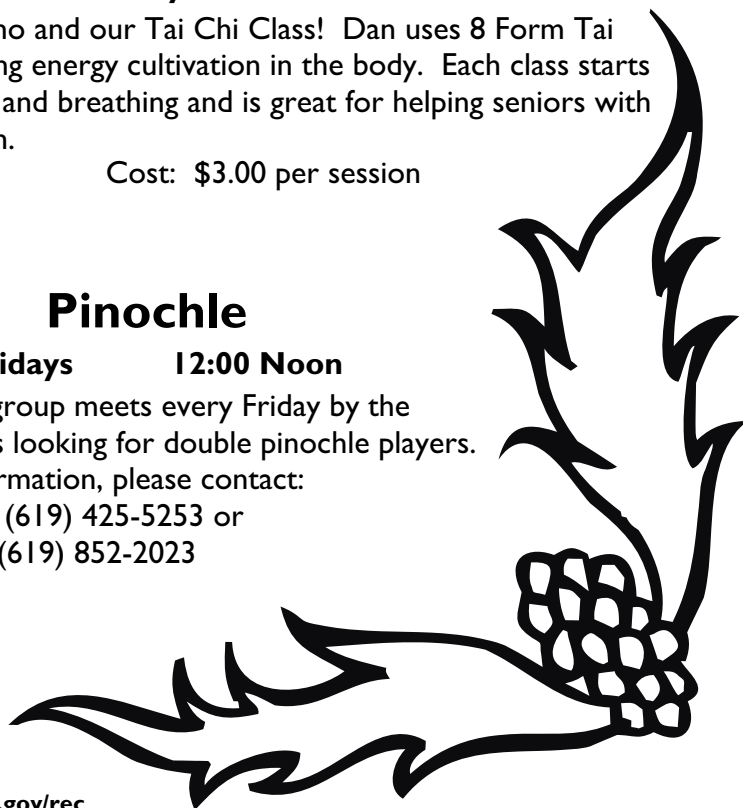 no and our Tai Chi Class!  Dan uses 8 Form Tai
ng energy cultivation in the body.  Each class starts
and breathing and is great for helping seniors with
n.
Cost:  $3.00 per session
Pinochle
idays 12:00 Noon
group meets every Friday by the
s looking for double pinochle players.
rmation, please contact:
(619) 425-5253 or
(619) 852-2023
.gov/rec